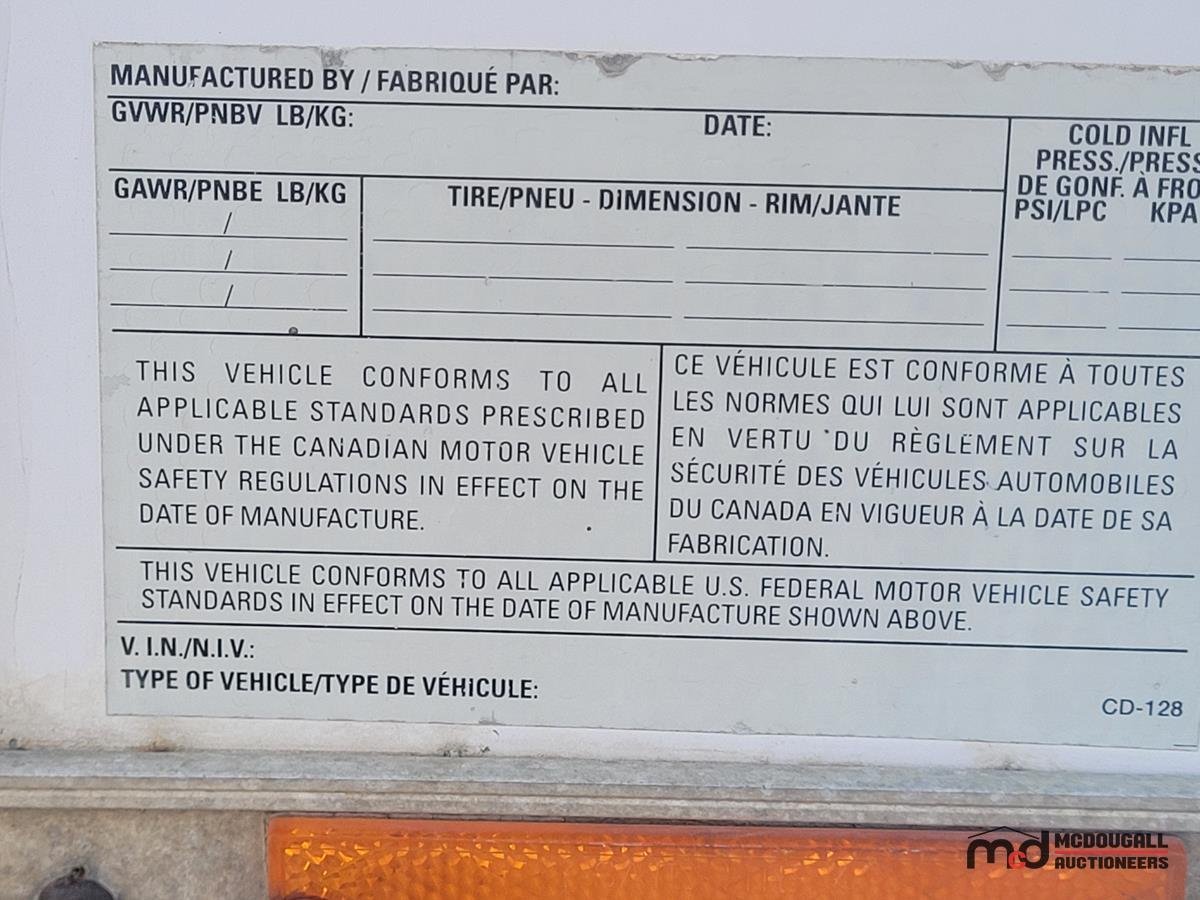 MANUFACTURED BY / FABRIQUÉ PAR:
GVWR/PNBV LB/KG:
DATE:
COLD INFL
PRESS./PRESS
DE GONF. À FRO
PSI/LPC KPA
GAWR/PNBE LB/KG
TIRE/PNEU - DIMENSION - RIM/JANTE
/
/
/
THIS VEHICLE CONFORMS TO ALL
APPLICABLE STANDARDS PRESCRIBED
UNDER THE CANADIAN MOTOR VEHICLE
SAFETY REGULATIONS IN EFFECT ON THE
DATE OF MANUFACTURE.
CE VÉHICULE EST CONFORME À TOUTES
LES NORMES QUI LUI SONT APPLICABLES
EN VERTU DU RÈGLEMENT SUR LA
SÉCURITÉ DES VÉHICULES AUTOMOBILES
DU CANADA EN VIGUEUR À LA DATE DE SA
FABRICATION.
THIS VEHICLE CONFORMS TO ALL APPLICABLE U.S. FEDERAL MOTOR VEHICLE SAFETY
STANDARDS IN EFFECT ON THE DATE OF MANUFACTURE SHOWN ABOVE.
V. I.N./N.I.V.:
TYPE OF VEHICLE/TYPE DE VÉHICULE:
CD-128
mcd MCDOUGALL
AUCTIONEERS